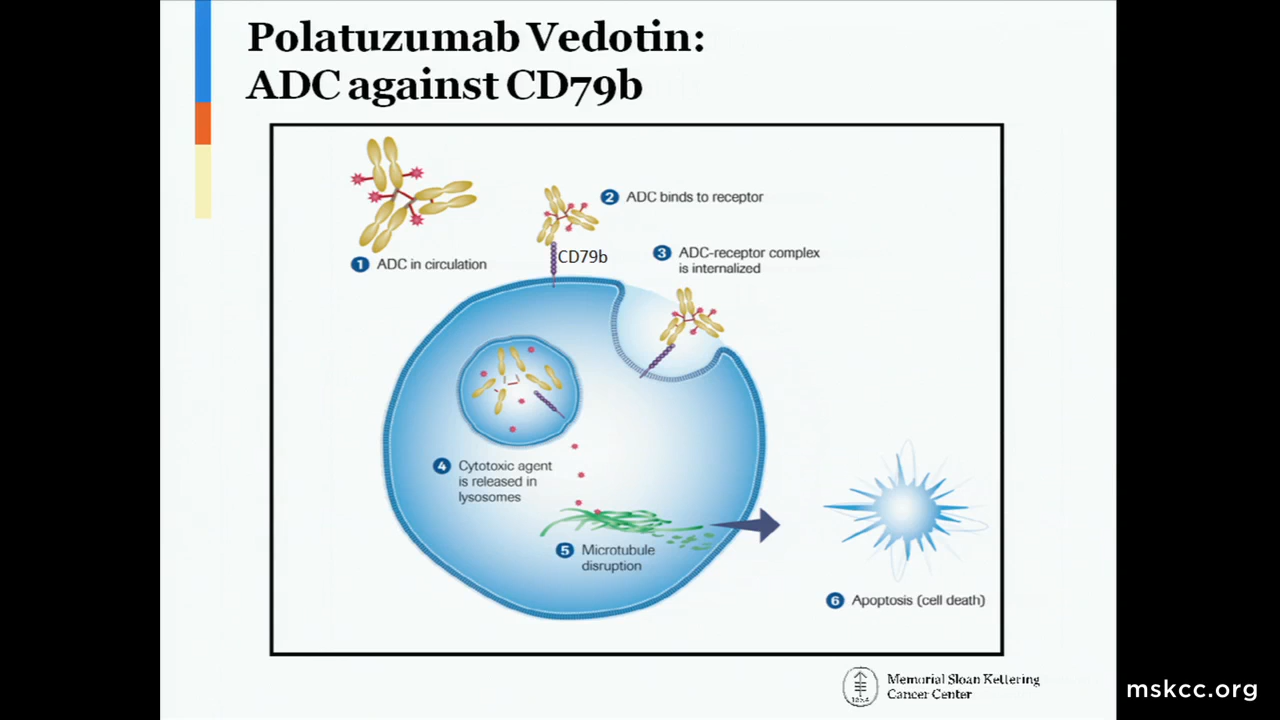 Polatuzumab Vedotin:
ADC against CD79b
1 ADC in circulation
2 ADC binds to receptor
CD79b
3 ADC-receptor complex
is internalized
4 Cytotoxic agent
is released in
lysosomes
5 Microtubule
disruption
6 Apoptosis (cell death)
Memorial Sloan Kettering
Cancer Center
mskcc.org